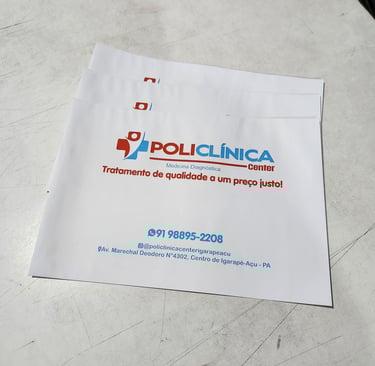 POLICLÍNICA
Center
Medicina Diagnóstica
Tratamento de qualidade a um preço justo!
91 98895-2208
@policlinicacenterigarapeacu
Av. Marechal Deodoro N°4302, Centro de Igarapé-Açu - PA